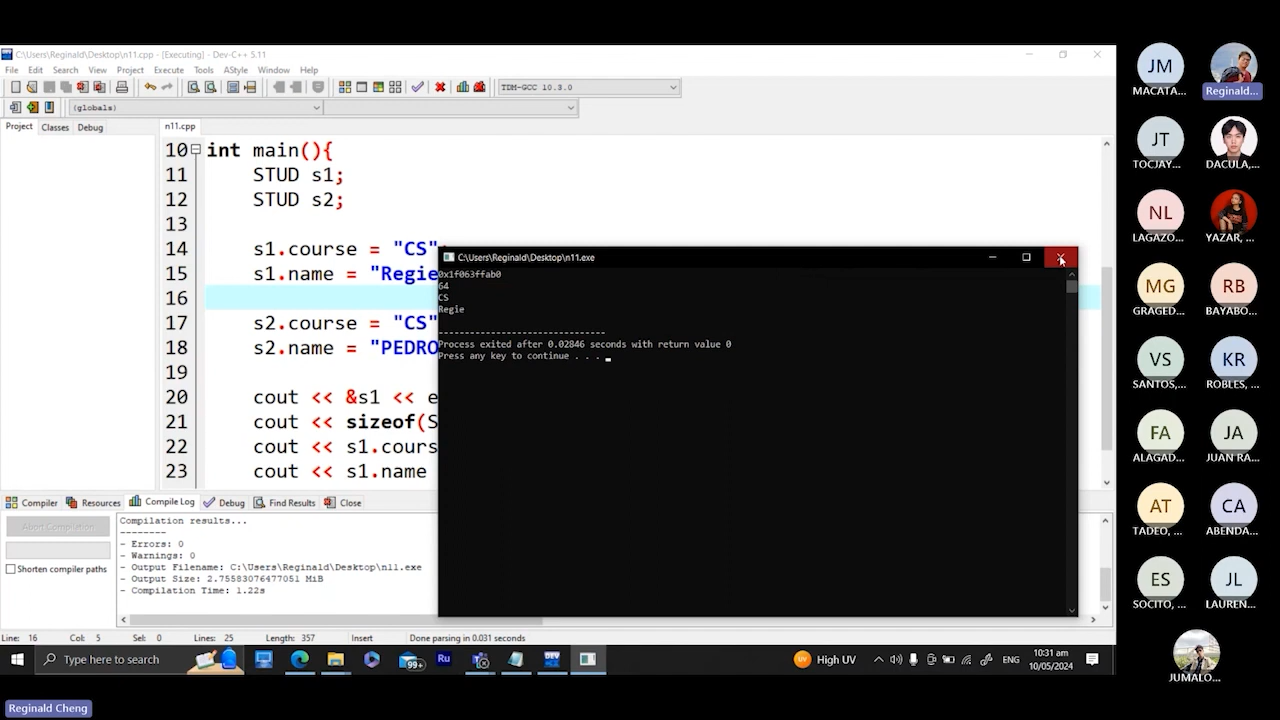 C:\Users\Reginald\Desktop\n11.cpp - [Executing] - Dev-C++ 5.11
File Edit Search View Project Execute Tools AStyle Window Help
TDM-GCC 10.3.0
(globals)
Project Classes Debug
n11.cpp
10 int main(){
11 STUD s1;
12 STUD s2;
13
14 s1.course = "CS";
15 s1.name = "Regie
16
17 s2.course = "CS"
18 s2.name = "PEDRO
19
20 cout << &s1 << e
21 cout << sizeof(S
22 cout << s1.cours
23 cout << s1.name
C:\Users\Reginald\Desktop\n11.exe
0x1f063ffab0
64
CS
Regie
--------------------------------
Process exited after 0.02846 seconds with return value 0
Press any key to continue . . .
Compiler Resources Compile Log Debug Find Results Close
Abort Compilation
Shorten compiler paths
Compilation results...
--------
- Errors: 0
- Warnings: 0
- Output Filename: C:\Users\Reginald\Desktop\n11.exe
- Output Size: 2.75583076477051 MiB
- Compilation Time: 1.22s
Line: 16 Col: 5 Sel: 0 Lines: 25 Length: 357 Insert Done parsing in 0.031 seconds
Type here to search
99+
Ru
DEV
High UV
ENG
10:31 am
10/05/2024
JM
MACATA...
Reginald...
JT
TOCJAY...
DACULA,...
NL
LAGAZO...
YAZAR, ...
MG
GRAGED...
RB
BAYABO...
VS
SANTOS,...
KR
ROBLES, ...
FA
ALAGAD...
JA
JUAN RA...
AT
TADEO, ...
CA
ABENDA...
ES
SOCITO, ...
JL
LAUREN...
JUMALO...
Reginald Cheng